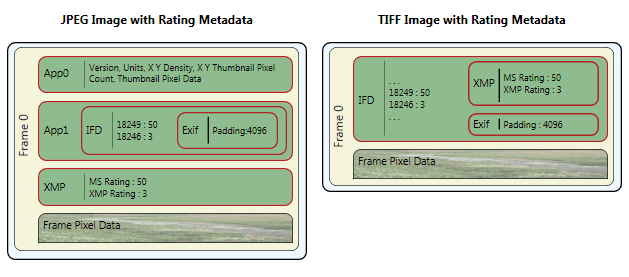 JPEG Image with Rating Metadata
Frame 0
App0
Version, Units, X Y Density, X Y Thumbnail Pixel
Count, Thumbnail Pixel Data
App1
IFD
18249 : 50
18246 : 3
Exif
Padding:4096
XMP
MS Rating : 50
XMP Rating : 3
Frame Pixel Data
TIFF Image with Rating Metadata
Frame 0
IFD
. . .
18249 : 50
18246 : 3
. . .
XMP
MS Rating : 50
XMP Rating : 3
Exif
Padding : 4096
Frame Pixel Data